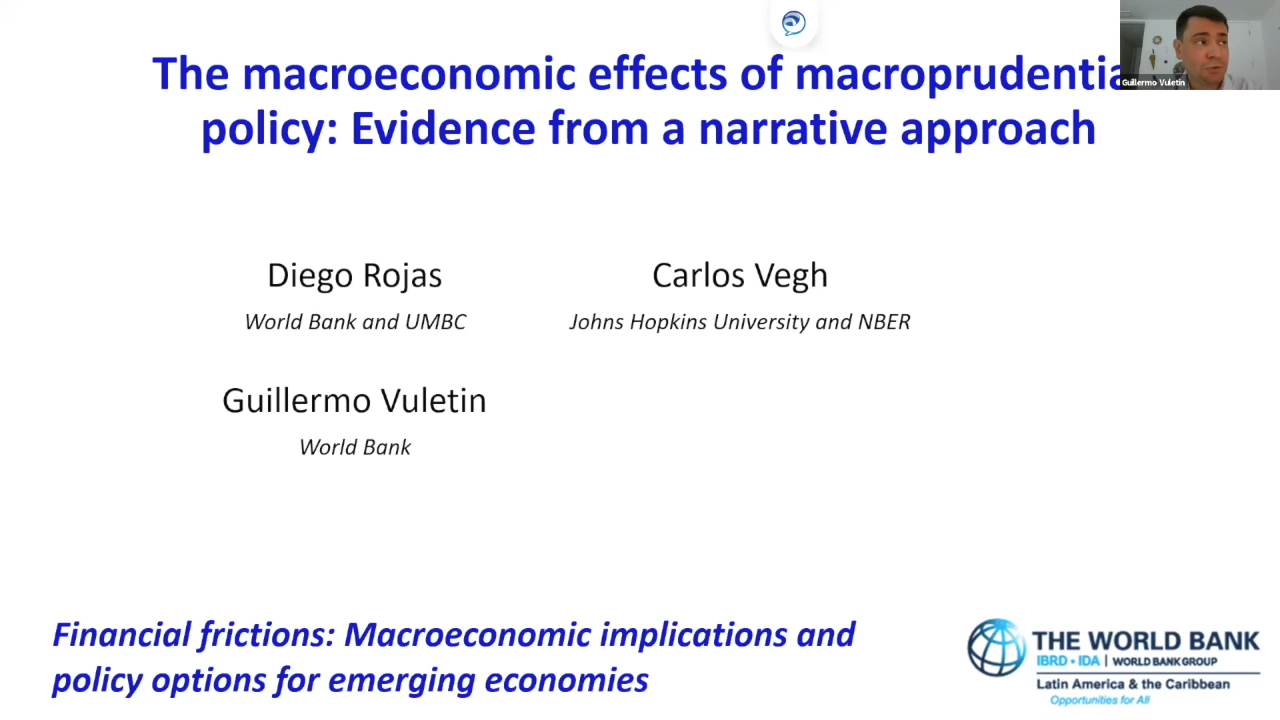 The macroeconomic effects of macroprudentia
policy: Evidence from a narrative approach
Guillermo Vuletin
Diego Rojas
World Bank and UMBC
Carlos Vegh
Johns Hopkins University and NBER
Guillermo Vuletin
World Bank
Financial frictions: Macroeconomic implications and
policy options for emerging economies
THE WORLD BANK
IBRD • IDA | WORLD BANK GROUP
Latin America & the Caribbean
Opportunities for All